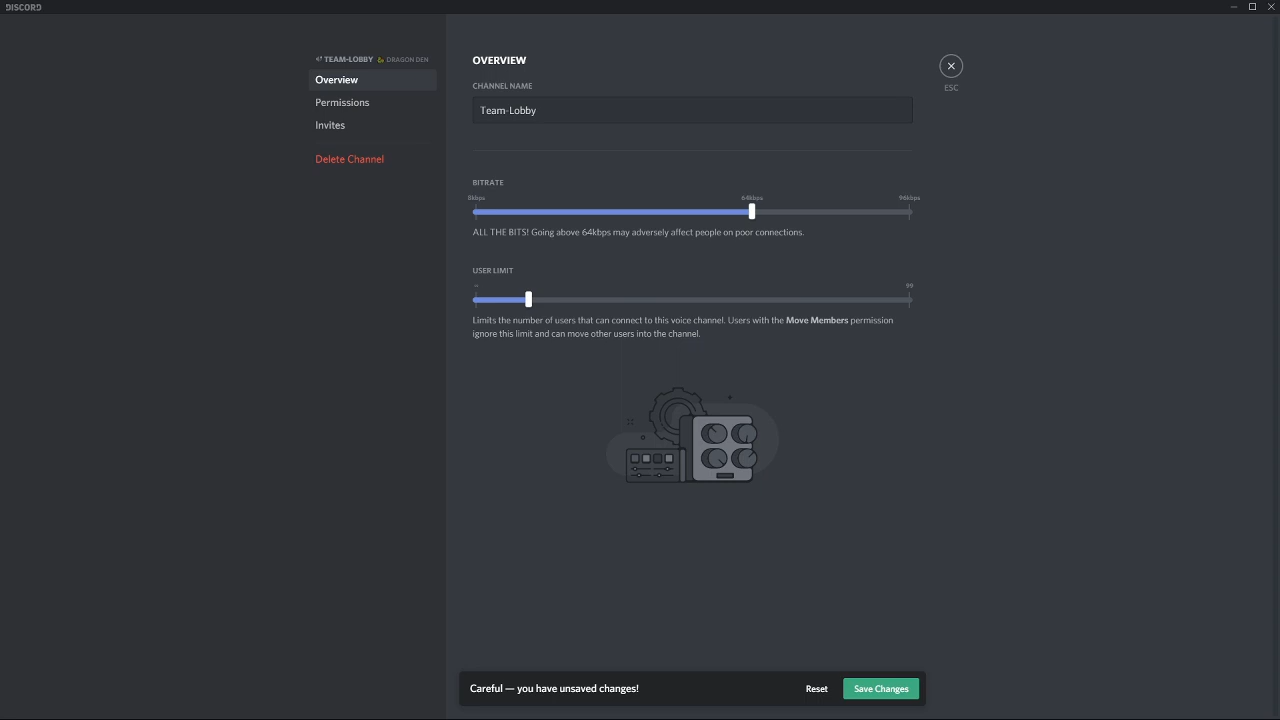 DISCORD
TEAM-LOBBY DRAGON DEN
Overview
Permissions
Invites
Delete Channel
OVERVIEW
ESC
CHANNEL NAME
Team-Lobby
BITRATE
8kbps 64kbps 96kbps
ALL THE BITS! Going above 64kbps may adversely affect people on poor connections.
USER LIMIT
∞ 99
Limits the number of users that can connect to this voice channel. Users with the Move Members permission
ignore this limit and can move other users into the channel.
Careful — you have unsaved changes! Reset Save Changes